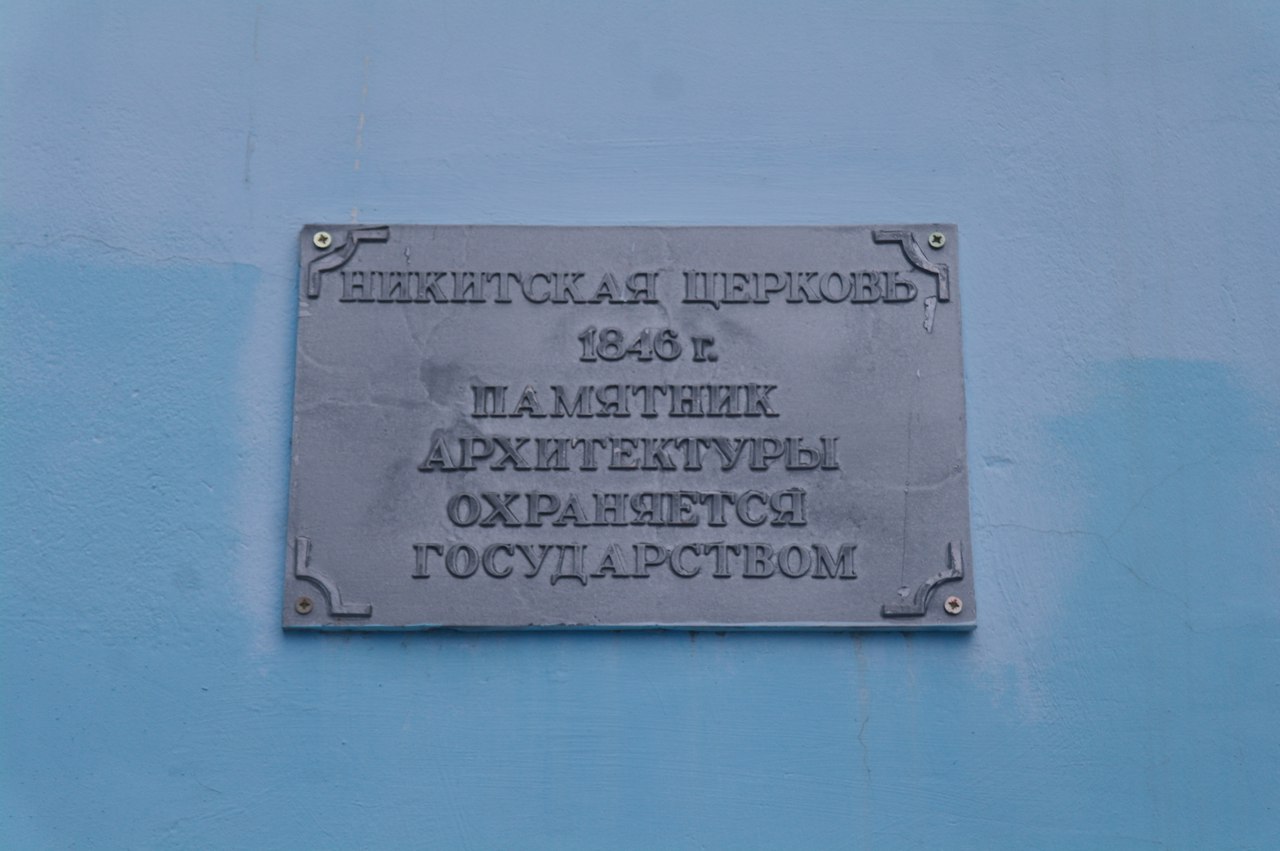 НИКИТСКАЯ ЦЕРКОВЬ
1846 г.
ПАМЯТНИК
АРХИТЕКТУРЫ
ОХРАНЯЕТСЯ
ГОСУДАРСТВОМ